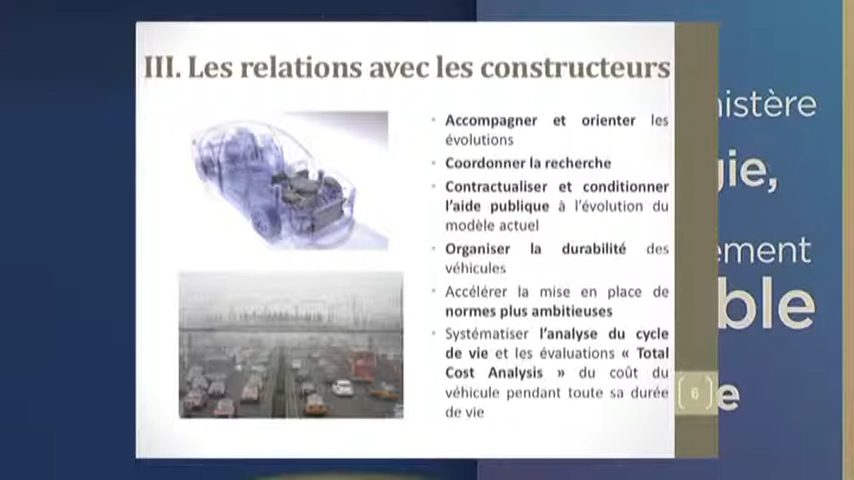 III. Les relations avec les constructeurs
Accompagner et orienter les
évolutions
Coordonner la recherche
Contractualiser et conditionner
l'aide publique à l'évolution du
modèle actuel
Organiser la durabilité des
véhicules
Accélérer la mise en place de
normes plus ambitieuses
Systématiser l'analyse du cycle
de vie et les évaluations « Total
Cost Analysis » du coût du
véhicule pendant toute sa durée
de vie
6
nistère
gie,
ement
ble
e